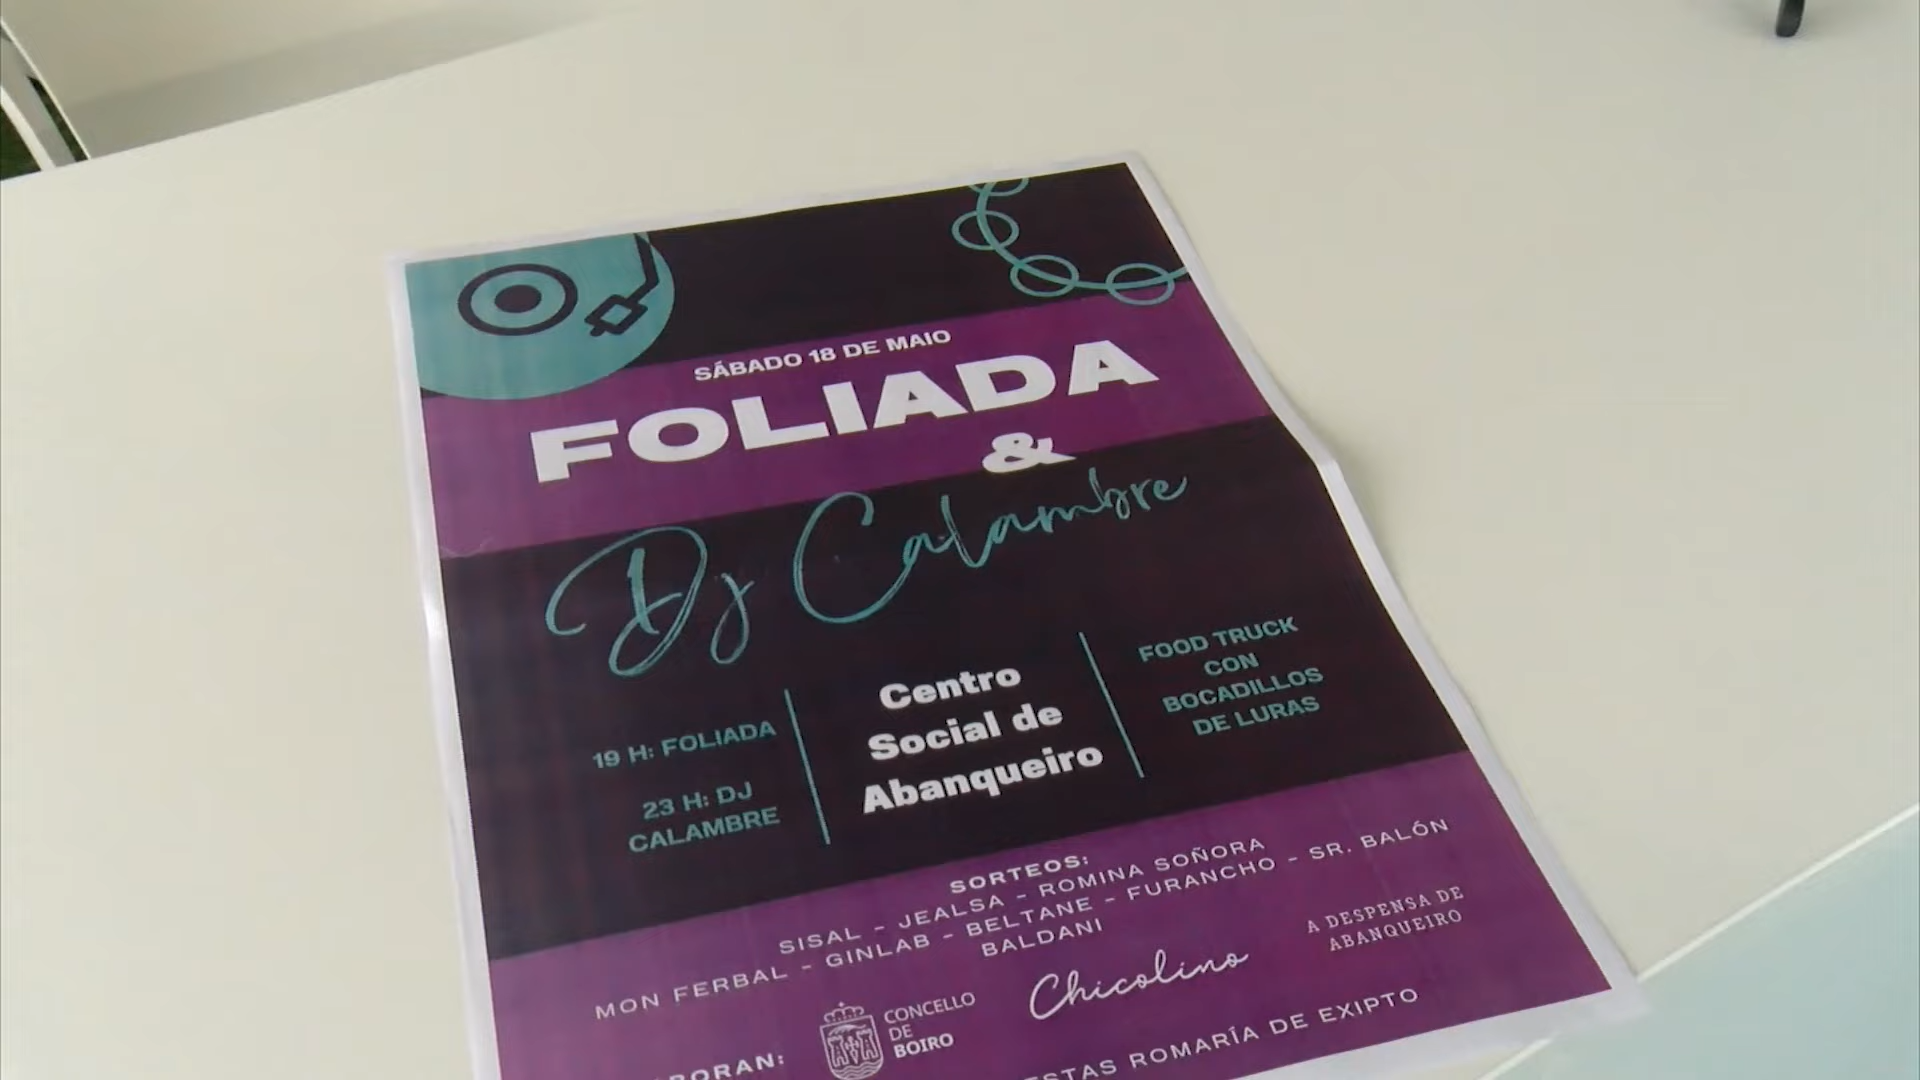 SÁBADO 18 DE MAIO
FOLIADA
&
Dj Calambre
19 H: FOLIADA
23 H: DJ
CALAMBRE
Centro
Social de
Abanqueiro
FOOD TRUCK
CON
BOCADILLOS
DE LURAS
SORTEOS:
SISAL - JEALSA - ROMINA SOÑORA
MON FERBAL - GINLAB - BELTANE - FURANCHO - SR. BALÓN
BALDANI
CONCELLO
DE
BOIRO
Chicolino
A DESPENSA DE
ABANQUEIRO
ROMARÍA DE EXIPTO